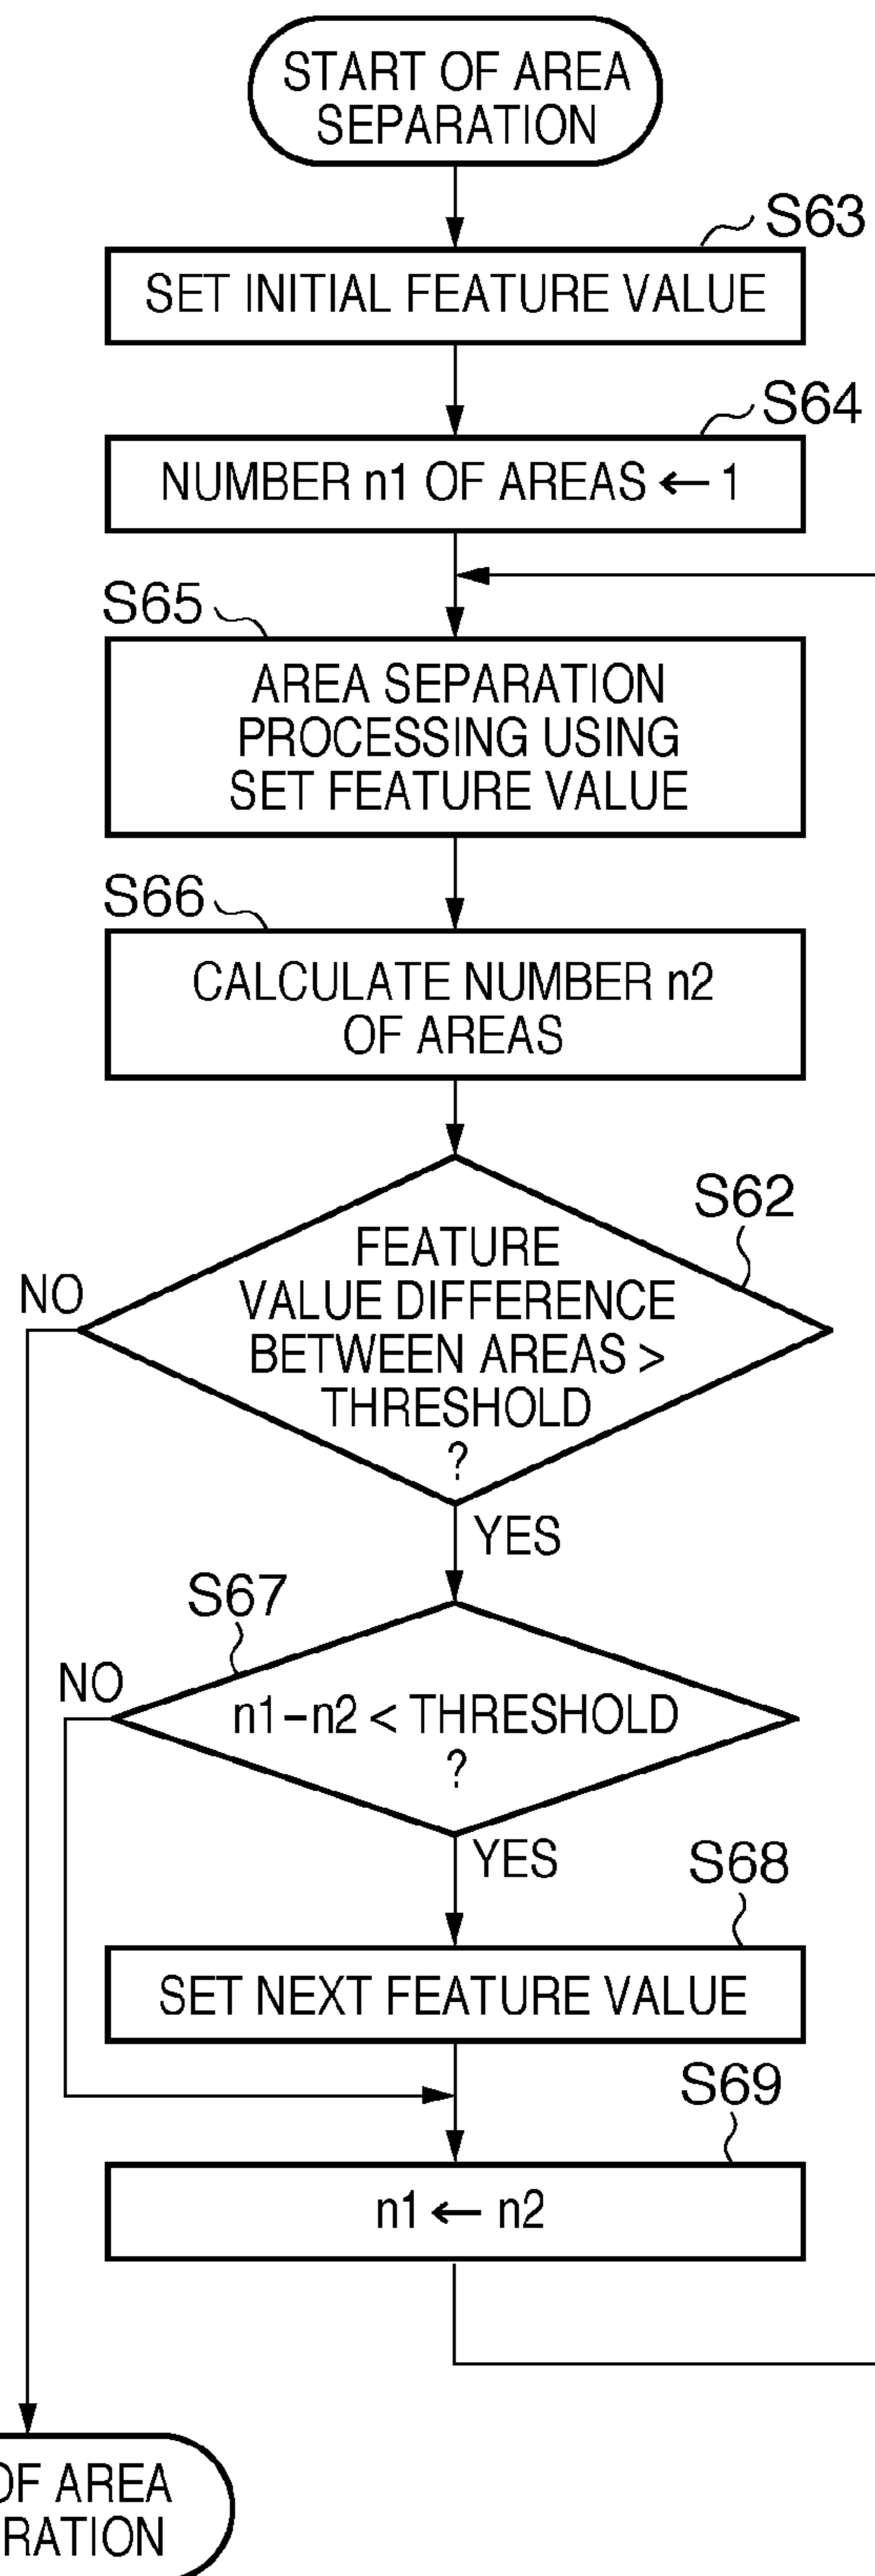 START OF AREA
SEPARATION
S63
SET INITIAL FEATURE VALUE
S64
NUMBER n1 OF AREAS ← 1
S65
AREA SEPARATION
PROCESSING USING
SET FEATURE VALUE
S66
CALCULATE NUMBER n2
OF AREAS
S62
FEATURE
VALUE DIFFERENCE
BETWEEN AREAS >
THRESHOLD
?
NO
YES
S67
n1−n2 < THRESHOLD
?
NO
YES
S68
SET NEXT FEATURE VALUE
S69
n1 ← n2
OF AREA
RATION